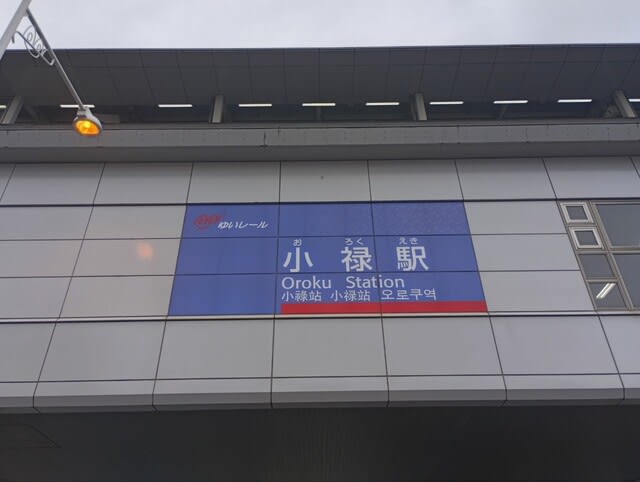 ゆいレール
お ろく えき
小禄駅
Oroku Station
小祿站 小禄站 오로쿠역